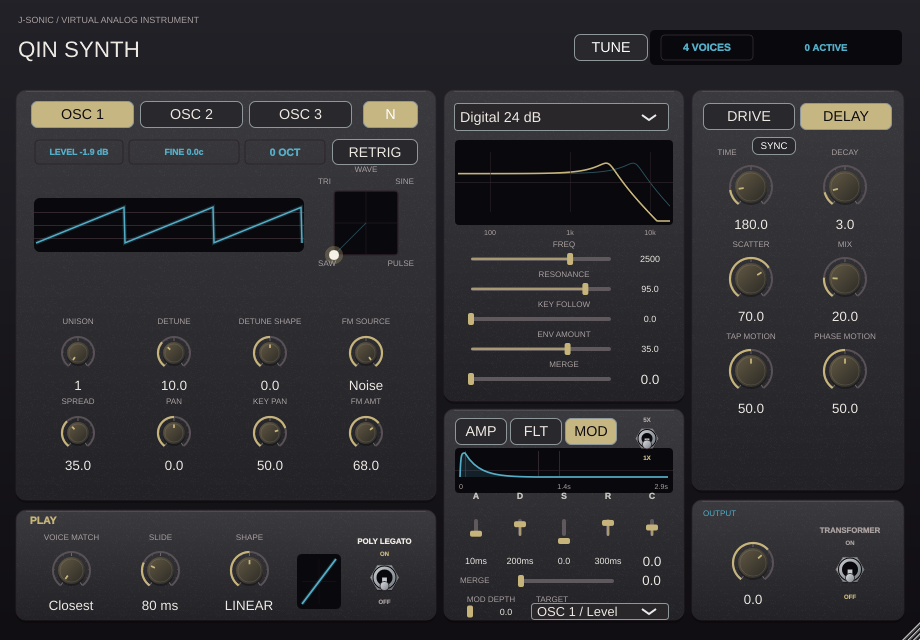 J-SONIC / VIRTUAL ANALOG INSTRUMENT
QIN SYNTH
TUNE
4 VOICES
0 ACTIVE
OSC 1
OSC 2
OSC 3
N
LEVEL -1.9 dB
FINE 0.0c
0 OCT
RETRIG
WAVE
TRI
SINE
SAW
PULSE
UNISON
DETUNE
DETUNE SHAPE
FM SOURCE
1
10.0
0.0
Noise
SPREAD
PAN
KEY PAN
FM AMT
35.0
0.0
50.0
68.0
Digital 24 dB
100
1k
10k
FREQ
2500
RESONANCE
95.0
KEY FOLLOW
0.0
ENV AMOUNT
35.0
MERGE
0.0
DRIVE
DELAY
SYNC
TIME
DECAY
180.0
3.0
SCATTER
MIX
70.0
20.0
TAP MOTION
PHASE MOTION
50.0
50.0
PLAY
VOICE MATCH
SLIDE
SHAPE
POLY LEGATO
ON
OFF
Closest
80 ms
LINEAR
AMP
FLT
MOD
5X
1X
0
1.4s
2.9s
A
D
S
R
C
10ms
200ms
0.0
300ms
0.0
MERGE
0.0
MOD DEPTH
TARGET
0.0
OSC 1 / Level
OUTPUT
TRANSFORMER
ON
OFF
0.0